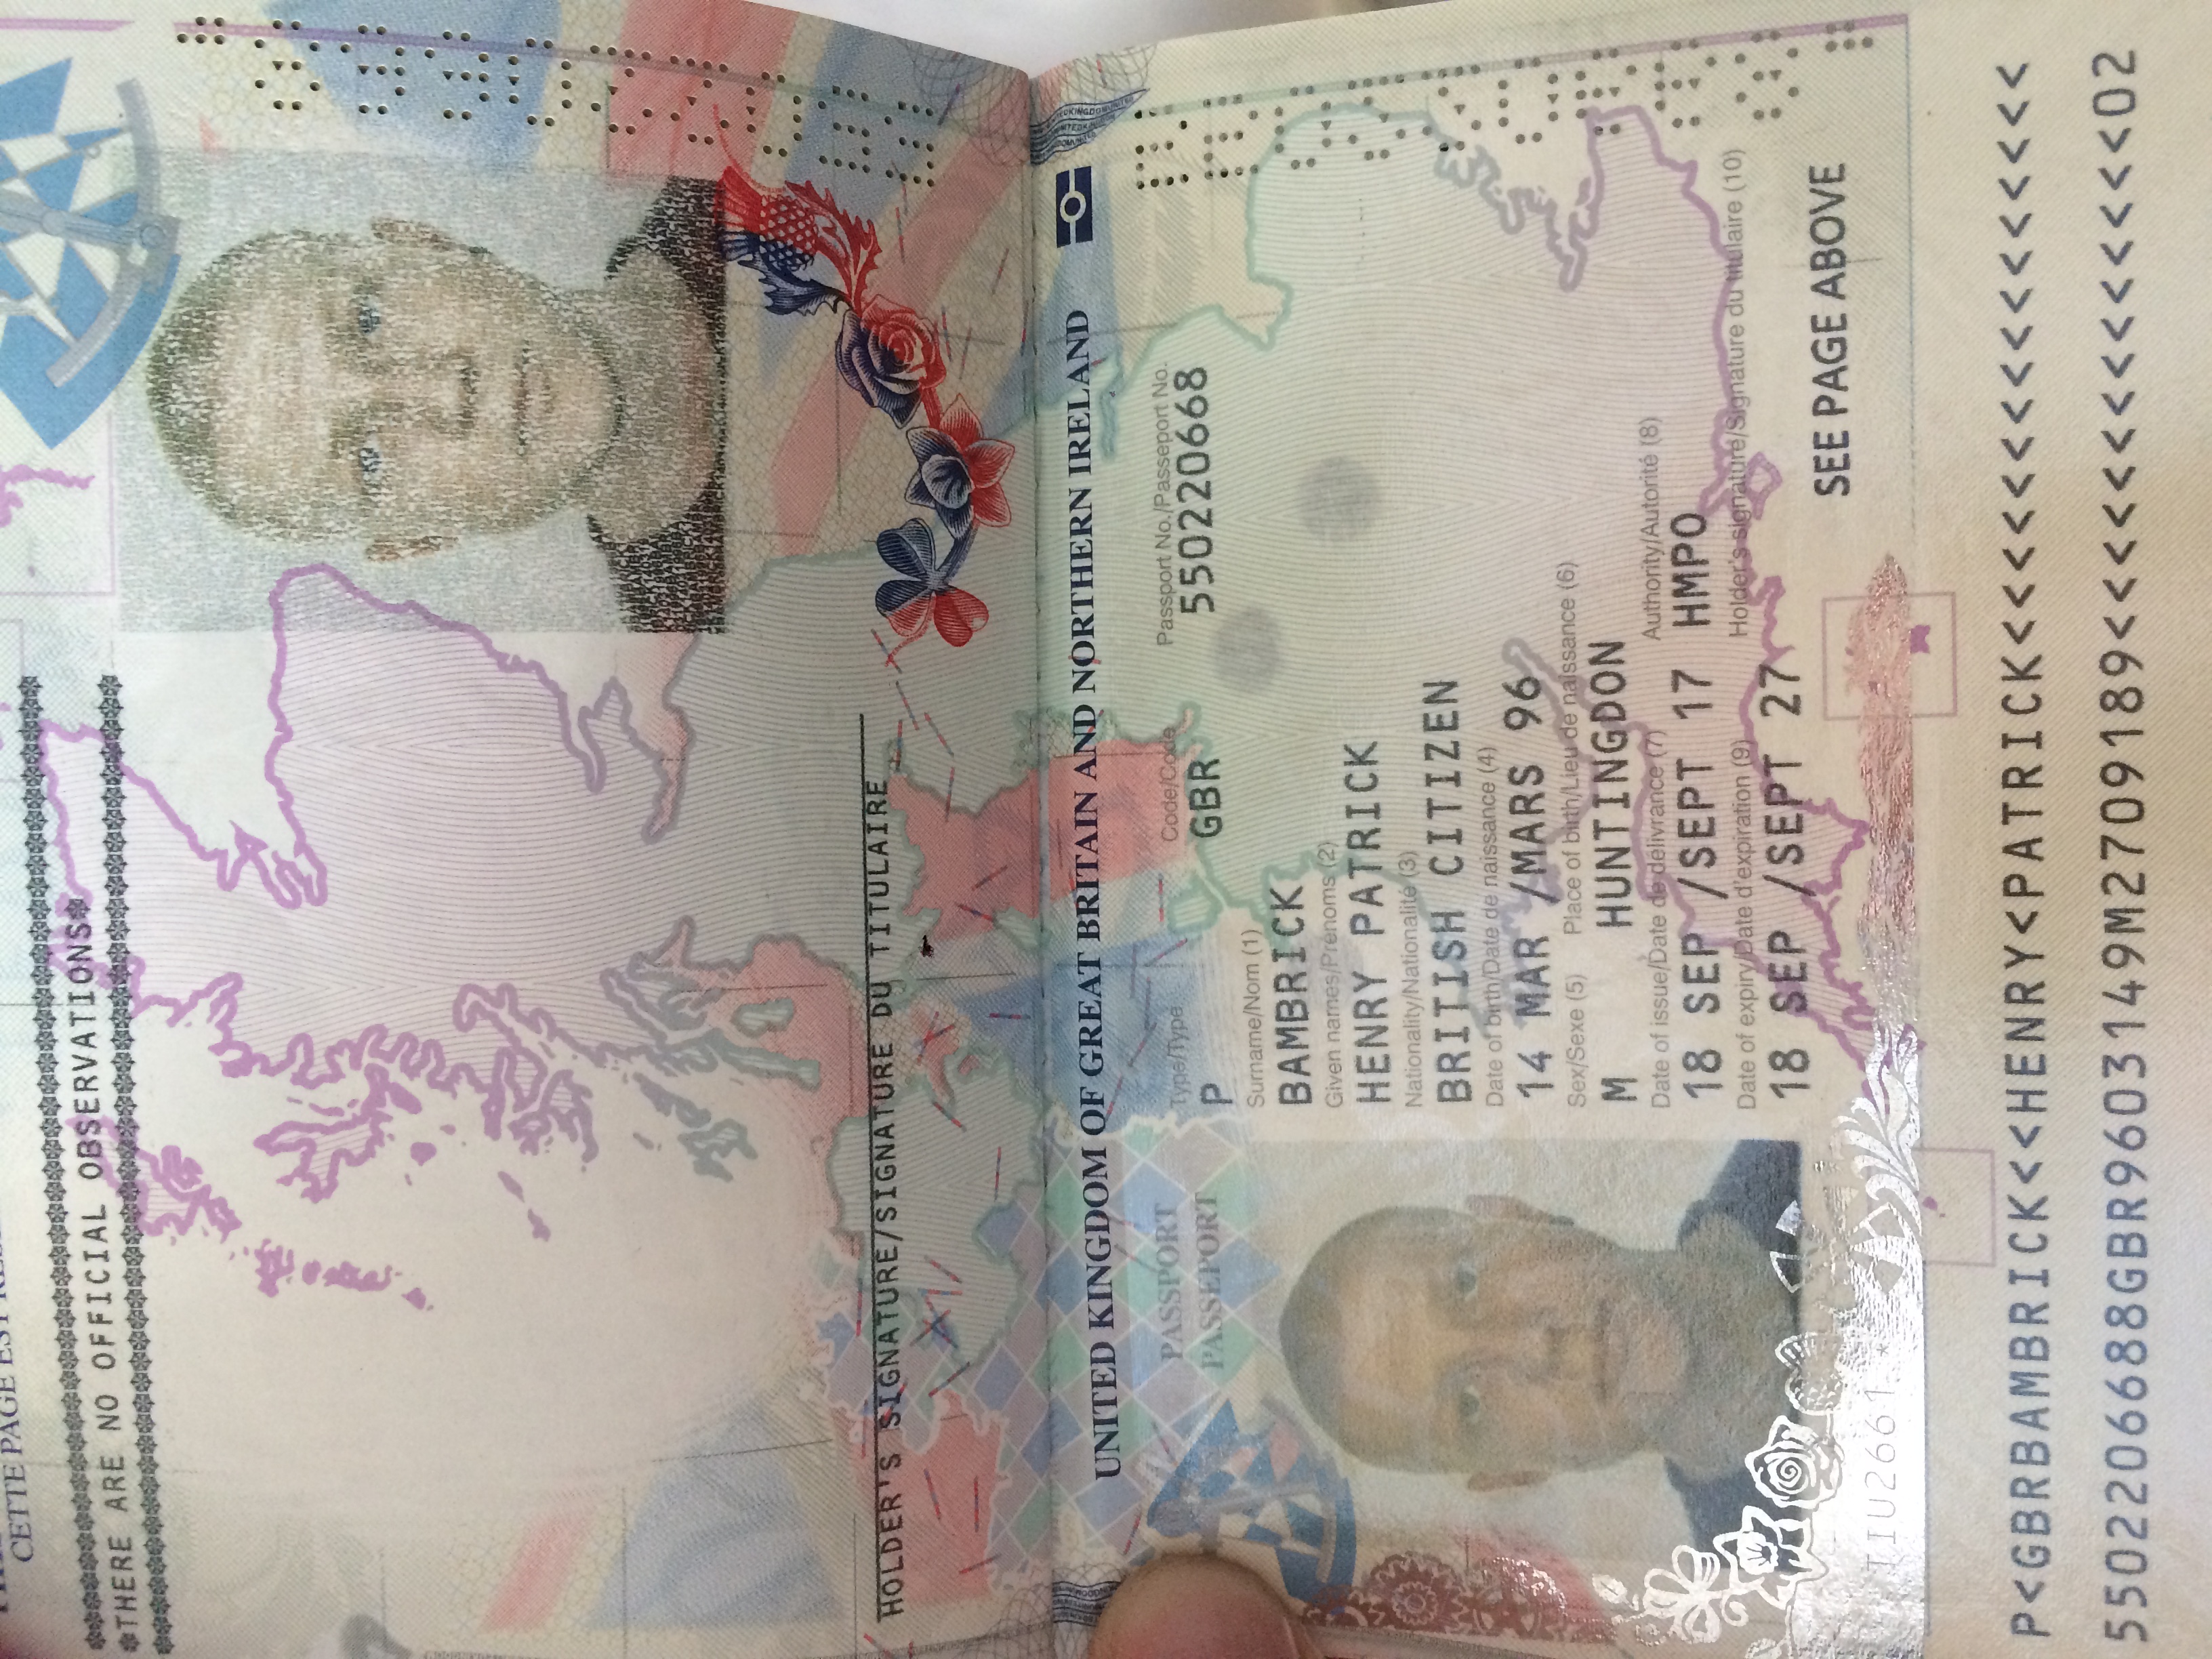 CETTE PAGE EST
✽THERE ARE NO OFFICIAL OBSERVATIONS✽
HOLDER'S SIGNATURE/SIGNATURE DU TITULAIRE
UNITED KINGDOM OF GREAT BRITAIN AND NORTHERN IRELAND
PASSPORT
PASSEPORT
Type/Type Code/Code Passport No./Passeport No.
P GBR 550220668
Surname/Nom (1)
BAMBRICK
Given names/Prénoms (2)
HENRY PATRICK
Nationality/Nationalité (3)
BRITISH CITIZEN
Date of birth/Date de naissance (4)
14 MAR /MARS 96
Sex/Sexe (5) Place of birth/Lieu de naissance (6)
M HUNTINGDON
Date of issue/Date de délivrance (7) Authority/Autorité (8)
18 SEP /SEPT 17 HMPO
Date of expiry/Date d'expiration (9) Holder's signature/Signature du titulaire (10)
18 SEP /SEPT 27
SEE PAGE ABOVE
IIU2661 *
P<GBRBAMBRICK<<HENRY<PATRICK<<<<<<<<<<<<<<<<
5502206688GBR9603149M2709189<<<<<<<<<<<<<<02